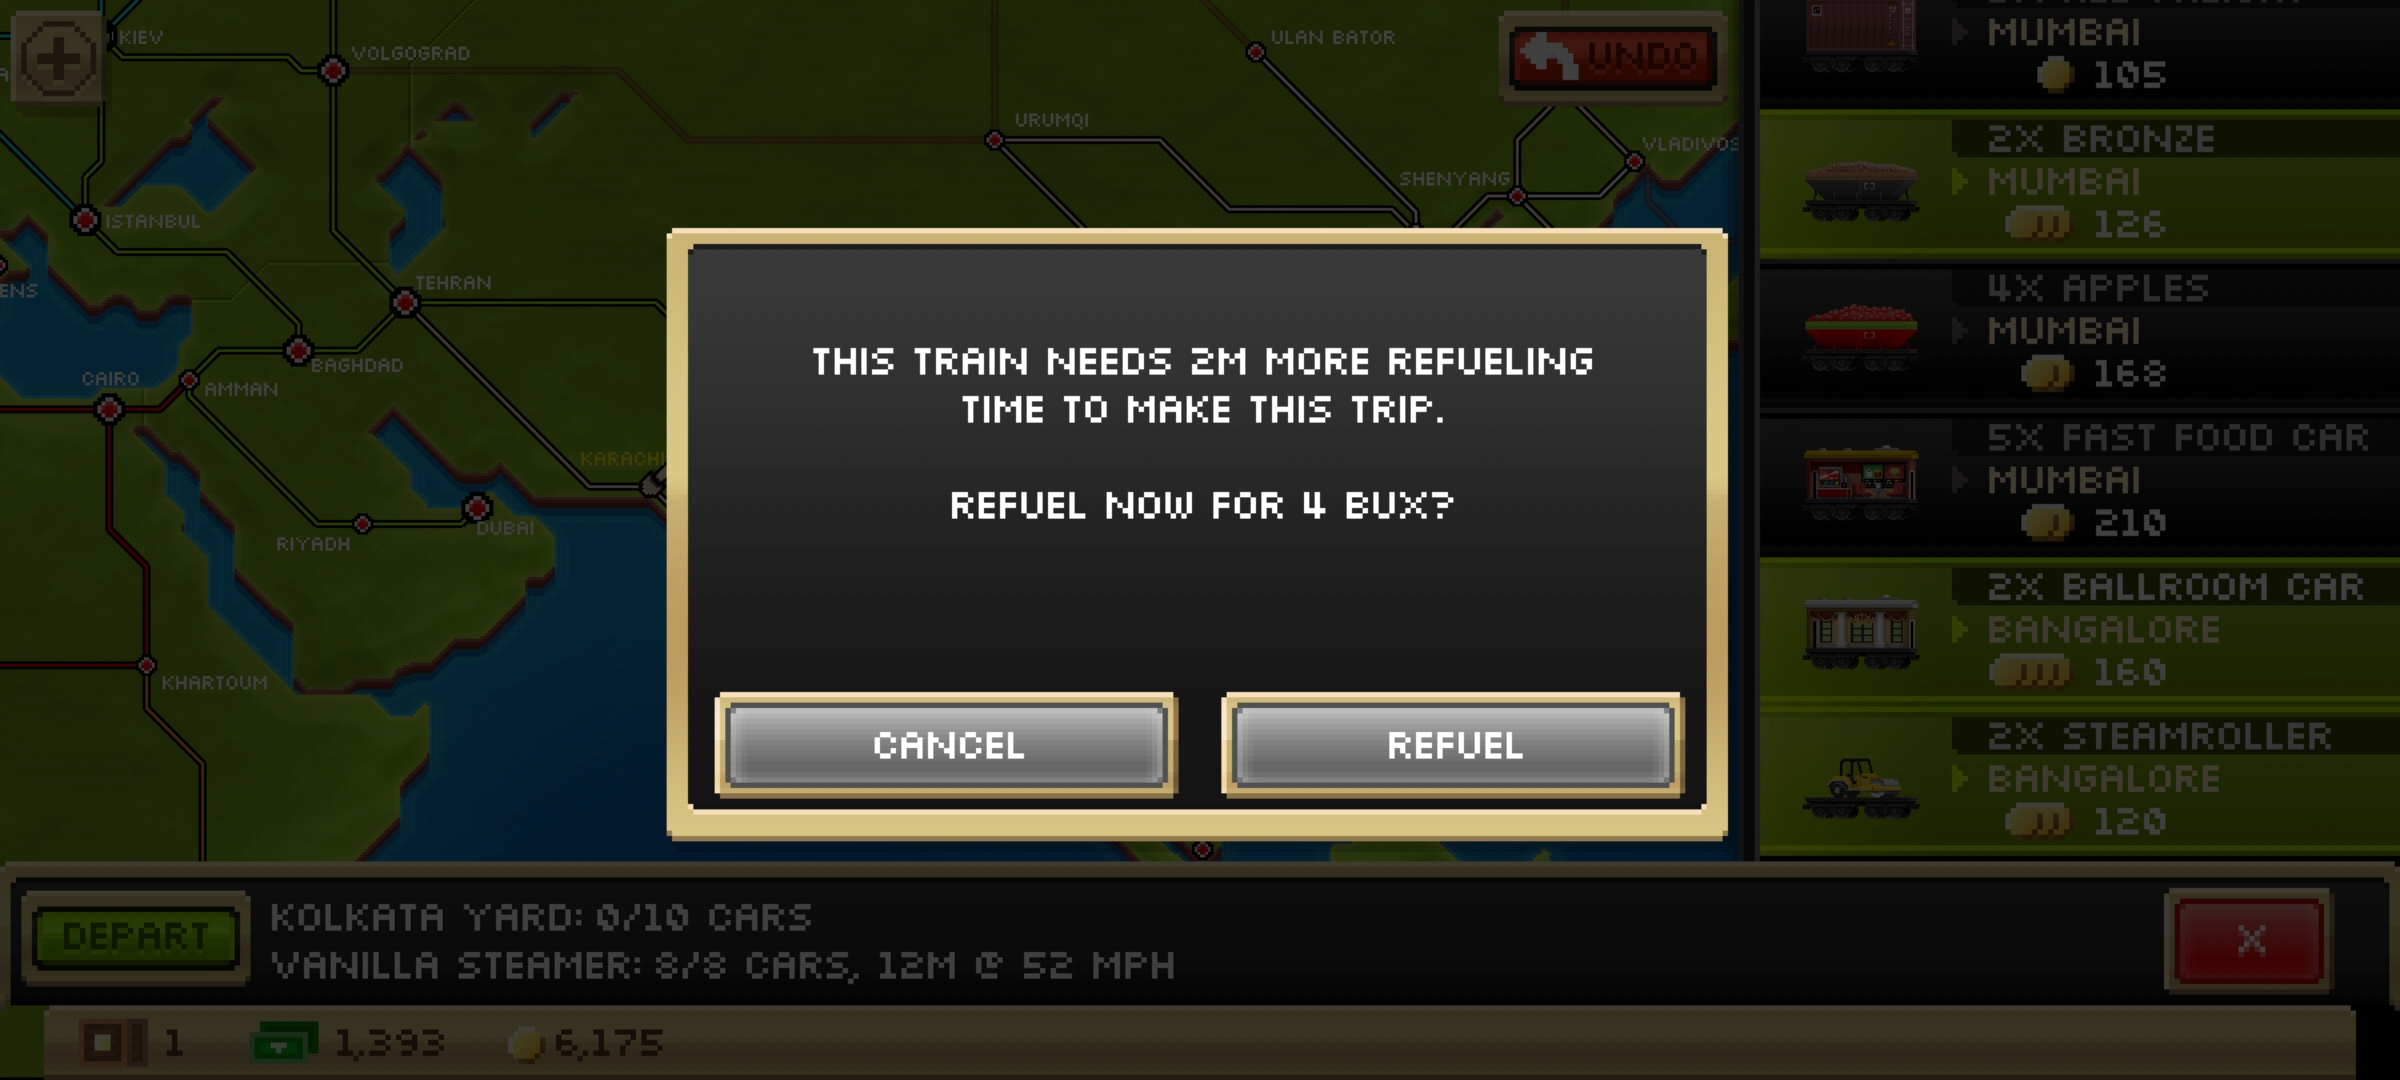 KIEV
VOLGOGRAD
ULAN BATOR
UNDO
MUMBAI
105
URUMQI
VLADIVOS
SHENYANG
2X BRONZE
MUMBAI
126
ISTANBUL
TEHRAN
ENS
4X APPLES
MUMBAI
168
BAGHDAD
CAIRO
AMMAN
THIS TRAIN NEEDS 2M MORE REFUELING
TIME TO MAKE THIS TRIP.
REFUEL NOW FOR 4 BUX?
CANCEL
REFUEL
KARACHI
5X FAST FOOD CAR
MUMBAI
210
RIYADH
DUBAI
2X BALLROOM CAR
BANGALORE
160
KHARTOUM
2X STEAMROLLER
BANGALORE
120
DEPART
KOLKATA YARD: 0/10 CARS
VANILLA STEAMER: 8/8 CARS, 12M @ 52 MPH
X
1
1,393
6,175